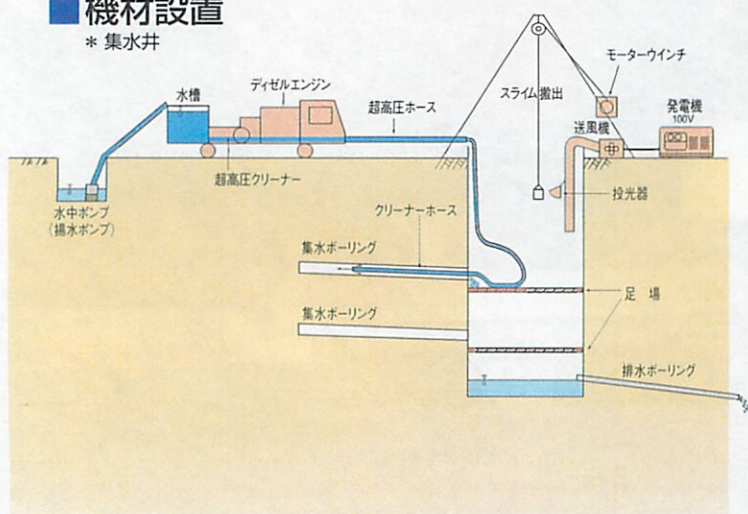 ■機材設置
＊集水井
モーターウインチ
ディゼルエンジン
水槽
スライム搬出
超高圧ホース
発電機
100V
送風機
超高圧クリーナー
投光器
水中ポンプ
（揚水ポンプ）
クリーナーホース
集水ボーリング
足　場
集水ボーリング
排水ボーリング